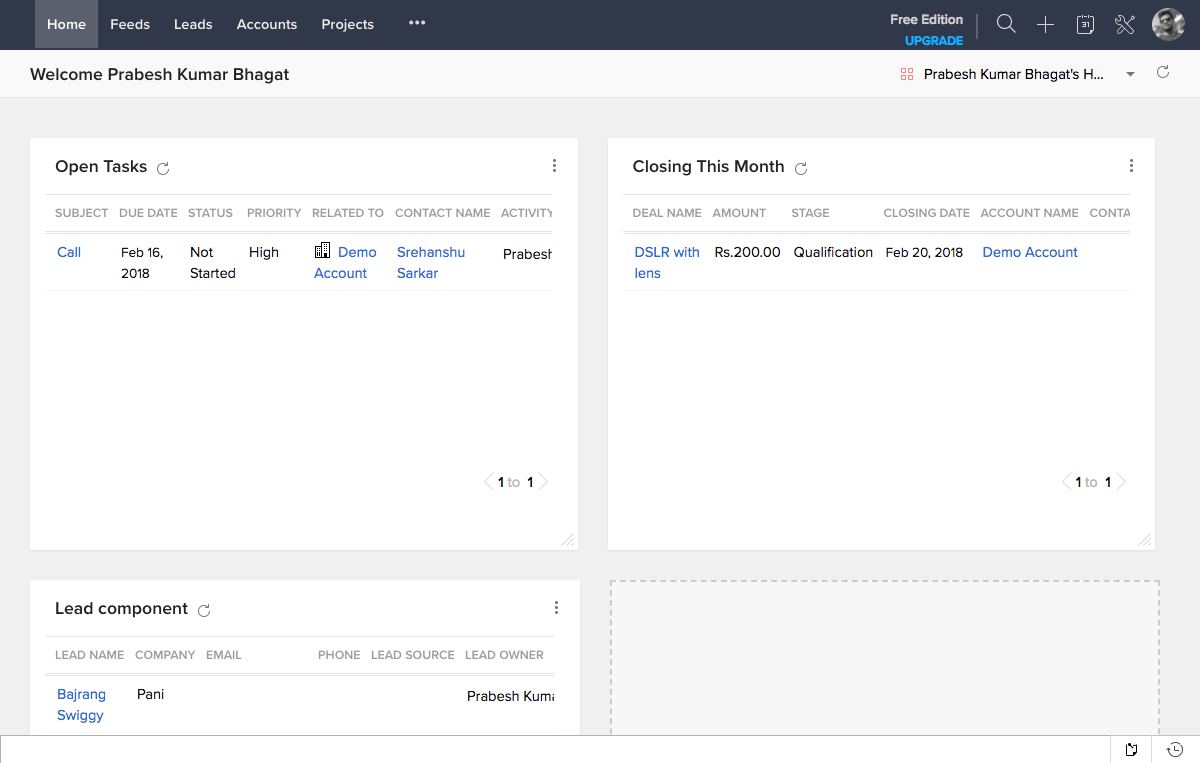 Home Feeds Leads Accounts Projects ••• Free Edition
UPGRADE
31
Welcome Prabesh Kumar Bhagat
Prabesh Kumar Bhagat's H...
Open Tasks
SUBJECT DUE DATE STATUS PRIORITY RELATED TO CONTACT NAME ACTIVITY
Call Feb 16, Not High Demo Srehanshu Prabesh
2018 Started Account Sarkar
1 to 1
Closing This Month
DEAL NAME AMOUNT STAGE CLOSING DATE ACCOUNT NAME CONTA
DSLR with Rs.200.00 Qualification Feb 20, 2018 Demo Account
lens
1 to 1
Lead component
LEAD NAME COMPANY EMAIL PHONE LEAD SOURCE LEAD OWNER
Bajrang Pani Prabesh Kuma
Swiggy